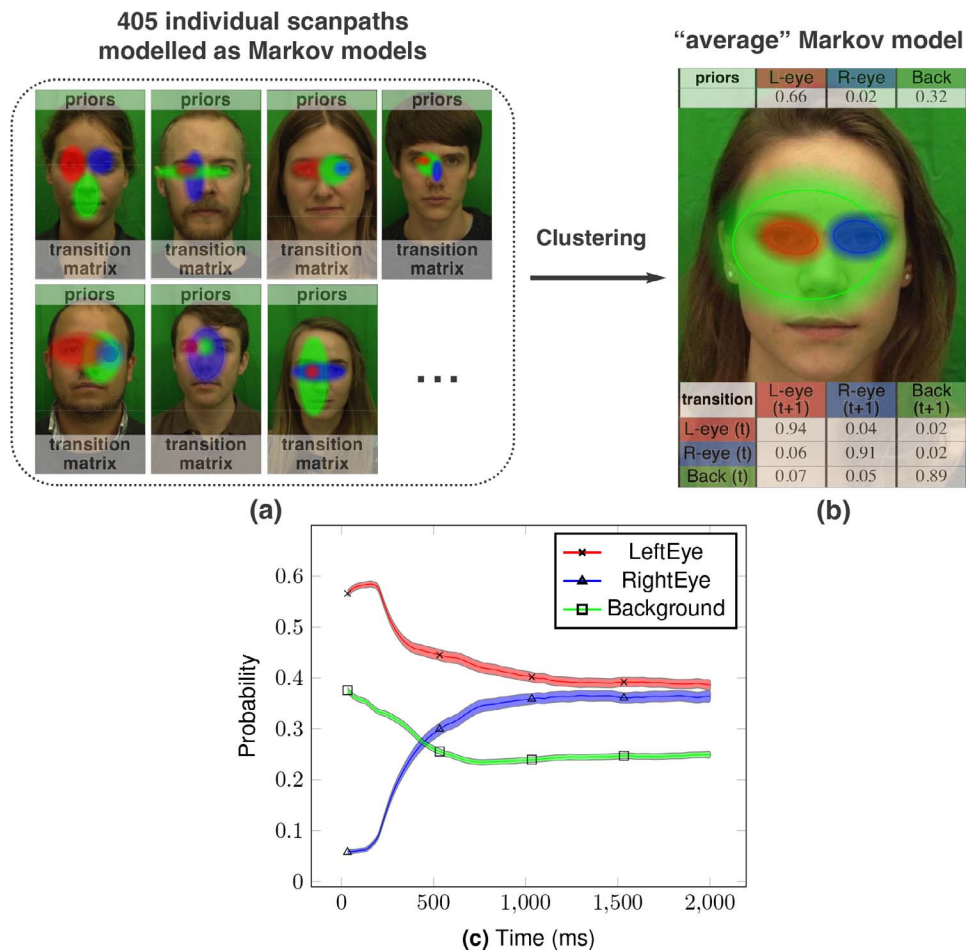 405 individual scanpaths
modelled as Markov models
“average” Markov model
priors
priors
priors
priors
transition
matrix
transition
matrix
transition
matrix
transition
matrix
priors
priors
priors
...
transition
matrix
transition
matrix
transition
matrix
Clustering
priors L-eye R-eye Back
0.66 0.02 0.32
transition L-eye (t+1) R-eye (t+1) Back (t+1)
L-eye (t) 0.94 0.04 0.02
R-eye (t) 0.06 0.91 0.02
Back (t) 0.07 0.05 0.89
(a)
(b)
LeftEye
RightEye
Background
Probability
0.6
0.5
0.4
0.3
0.2
0.1
0
0 500 1,000 1,500 2,000
(c) Time (ms)